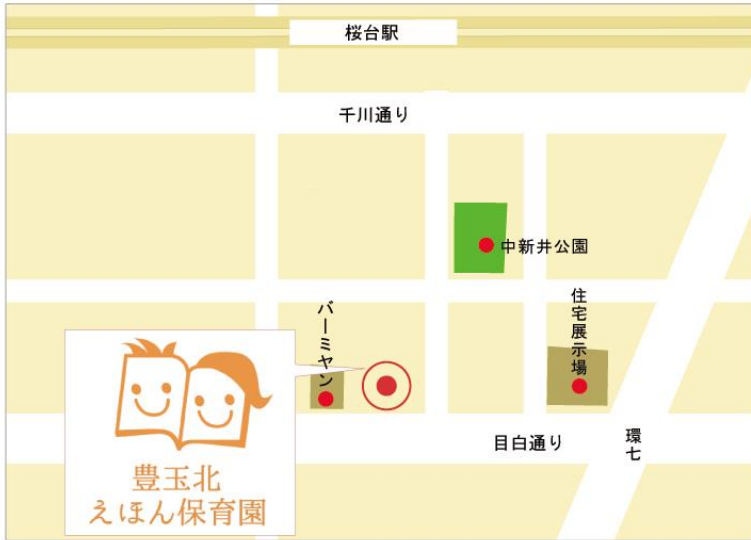 桜台駅
千川通り
中新井公園
バーミヤン
住宅展示場
豊玉北
えほん保育園
目白通り
環七